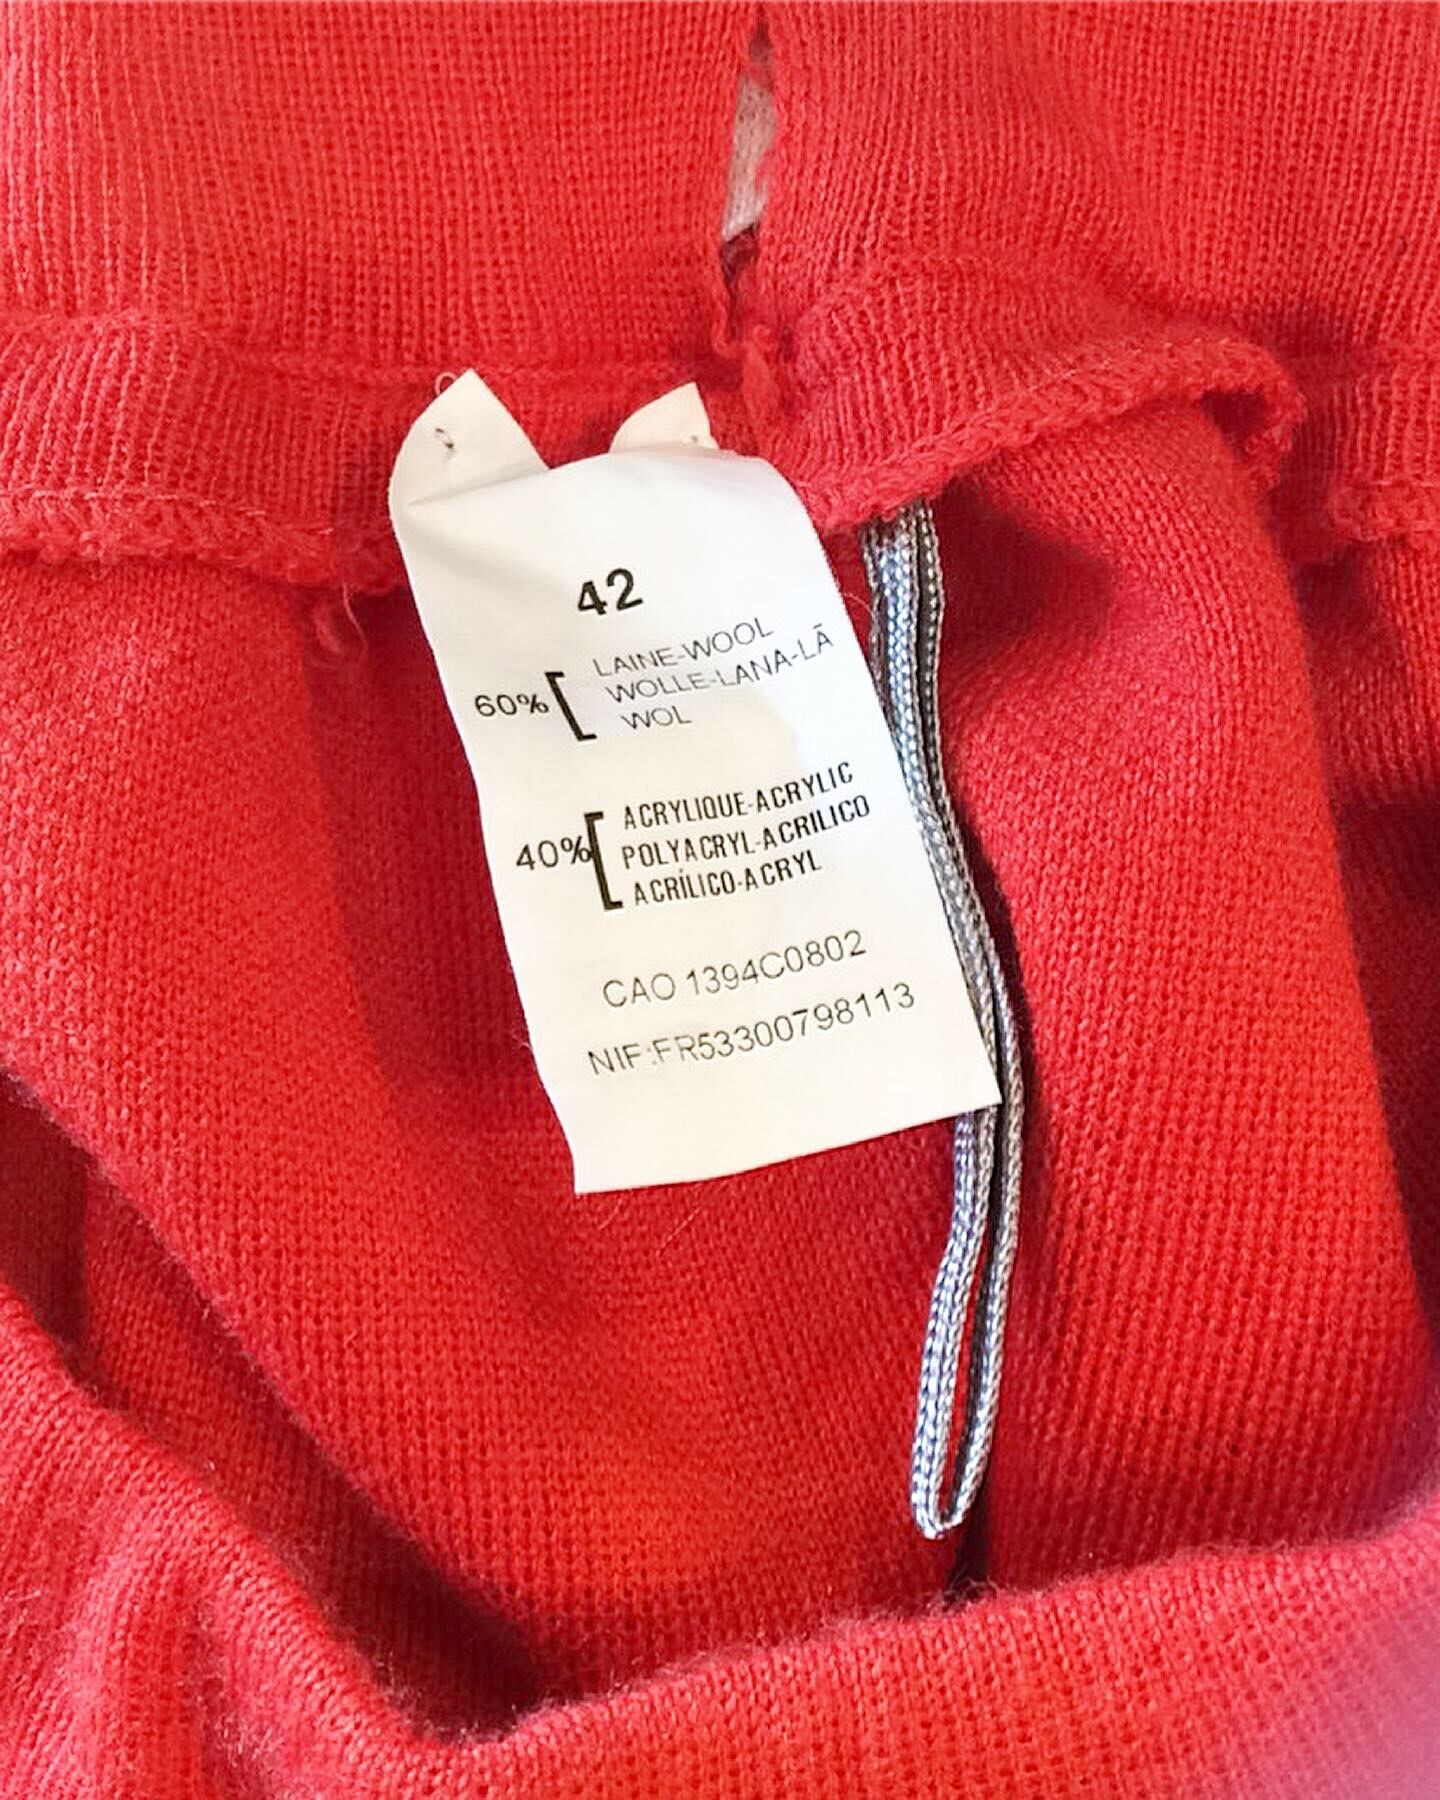 42
60% [ LAINE-WOOL
WOLLE-LANA-LÃ
WOL
40% [ ACRYLIQUE-ACRYLIC
POLYACRYL-ACRILICO
ACRÍLICO-ACRYL
CAO 1394C0802
NIF:FR53300798113